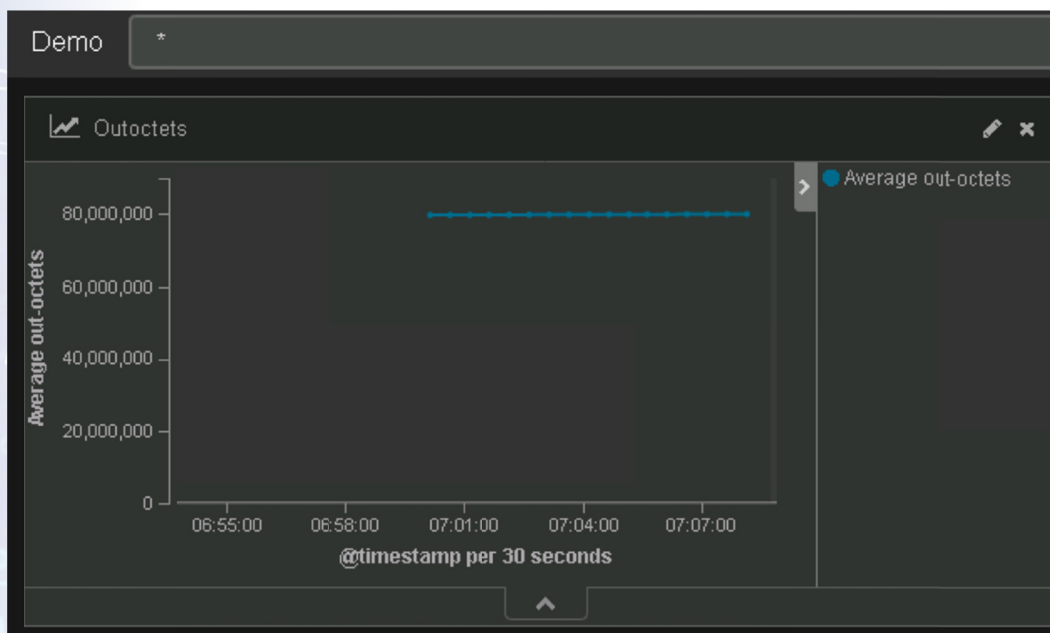 Demo
*
Outoctets
Average out-octets
80,000,000
60,000,000
40,000,000
20,000,000
0
Average out-octets
06:55:00 06:58:00 07:01:00 07:04:00 07:07:00
@timestamp per 30 seconds